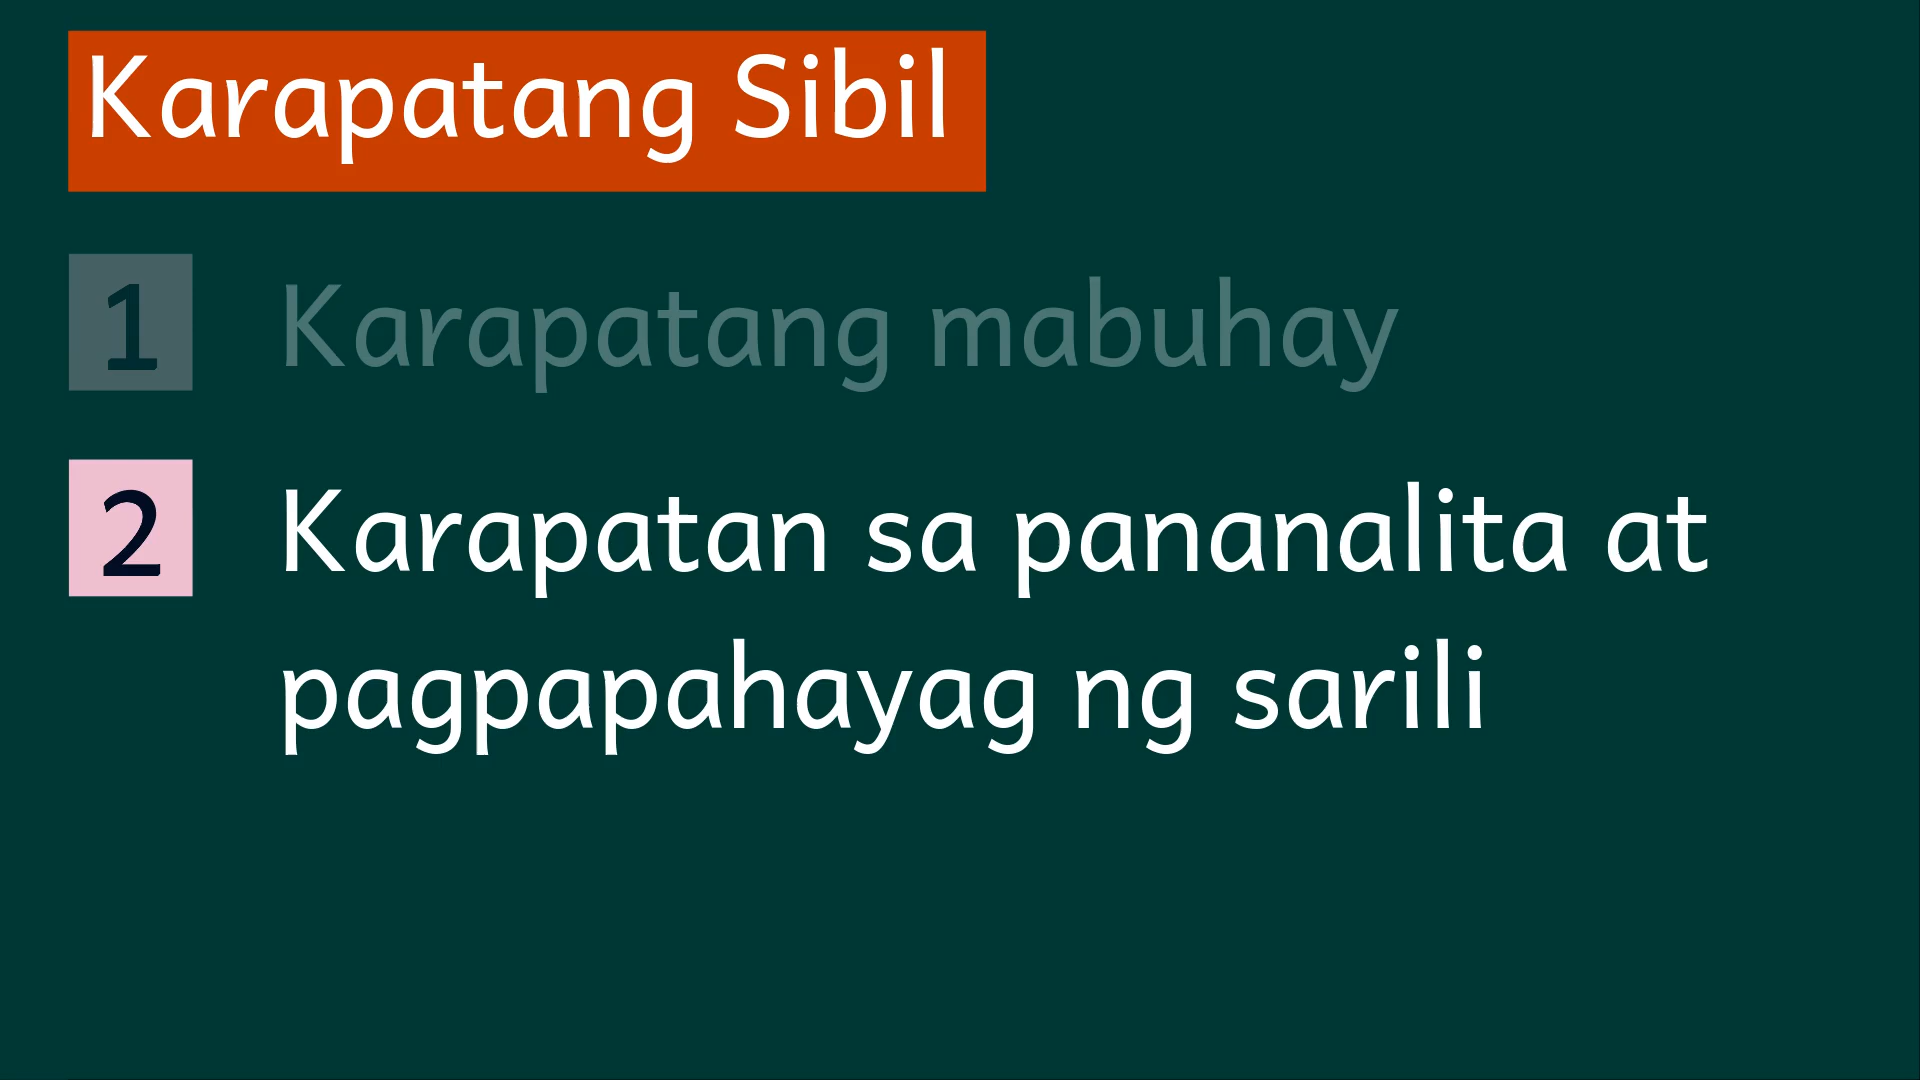 Karapatang Sibil
1 Karapatang mabuhay
2 Karapatan sa pananalita at
pagpapahayag ng sarili